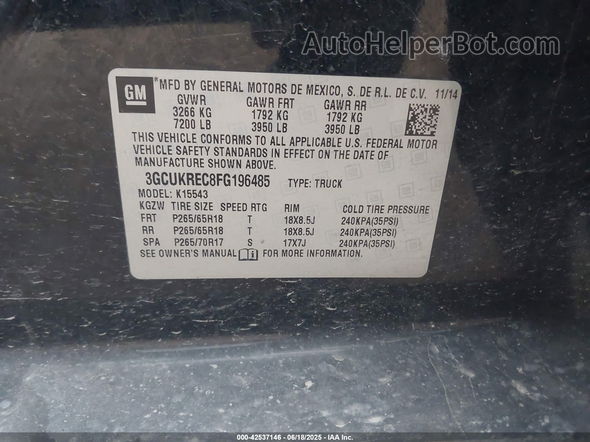 AutoHelperBot.com
GM
MFD BY GENERAL MOTORS DE MEXICO, S. DE R.L. DE C.V. 11/14
GVWR GAWR FRT GAWR RR
3266 KG 1792 KG 1792 KG
7200 LB 3950 LB 3950 LB
THIS VEHICLE CONFORMS TO ALL APPLICABLE U.S. FEDERAL MOTOR
VEHICLE SAFETY STANDARDS IN EFFECT ON THE DATE OF
MANUFACTURE SHOWN ABOVE.
3GCUKREC8FG196485 TYPE: TRUCK
MODEL: K15543
KGZW TIRE SIZE SPEED RTG RIM COLD TIRE PRESSURE
FRT P265/65R18 T 18X8.5J 240KPA(35PSI)
RR P265/65R18 T 18X8.5J 240KPA(35PSI)
SPA P265/70R17 S 17X7J 240KPA(35PSI)
SEE OWNER'S MANUAL FOR MORE INFORMATION.
000-42537146 - 06/18/2025 - IAA Inc.